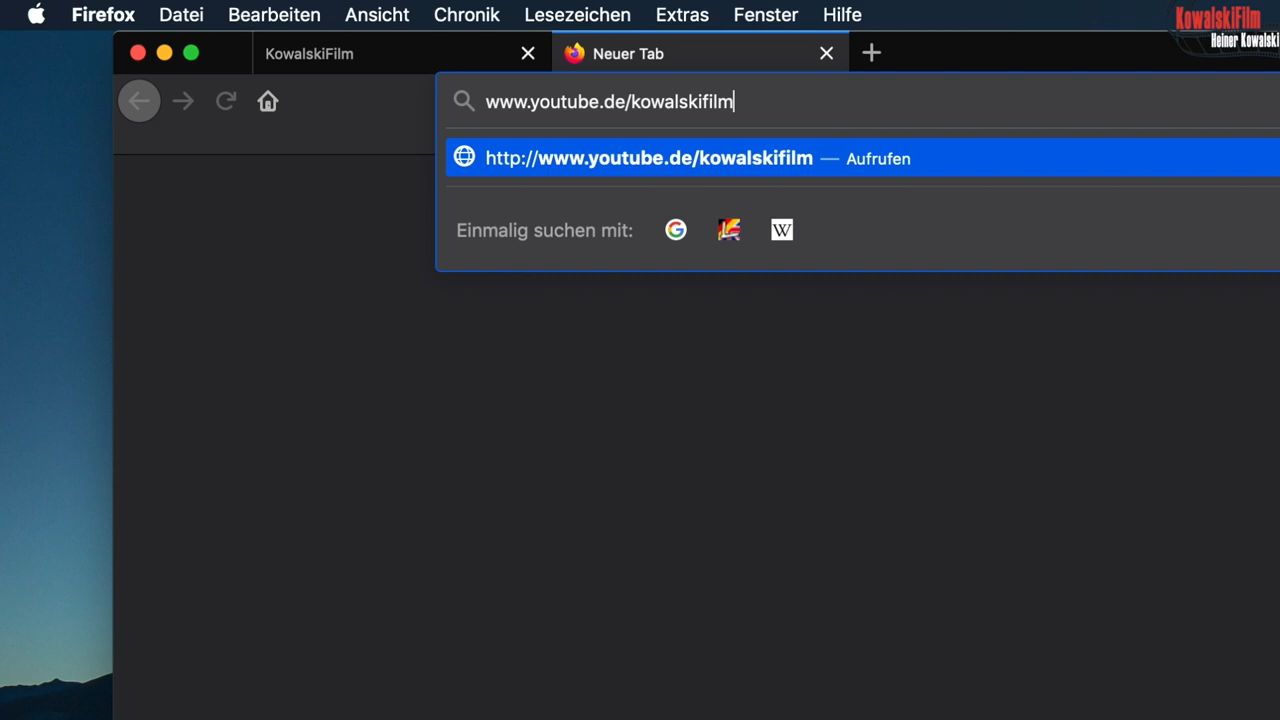 Firefox Datei Bearbeiten Ansicht Chronik Lesezeichen Extras Fenster Hilfe
KowalskiFilm
Heiner Kowalski
KowalskiFilm
Neuer Tab
www.youtube.de/kowalskifilm
http://www.youtube.de/kowalskifilm — Aufrufen
Einmalig suchen mit: G L W